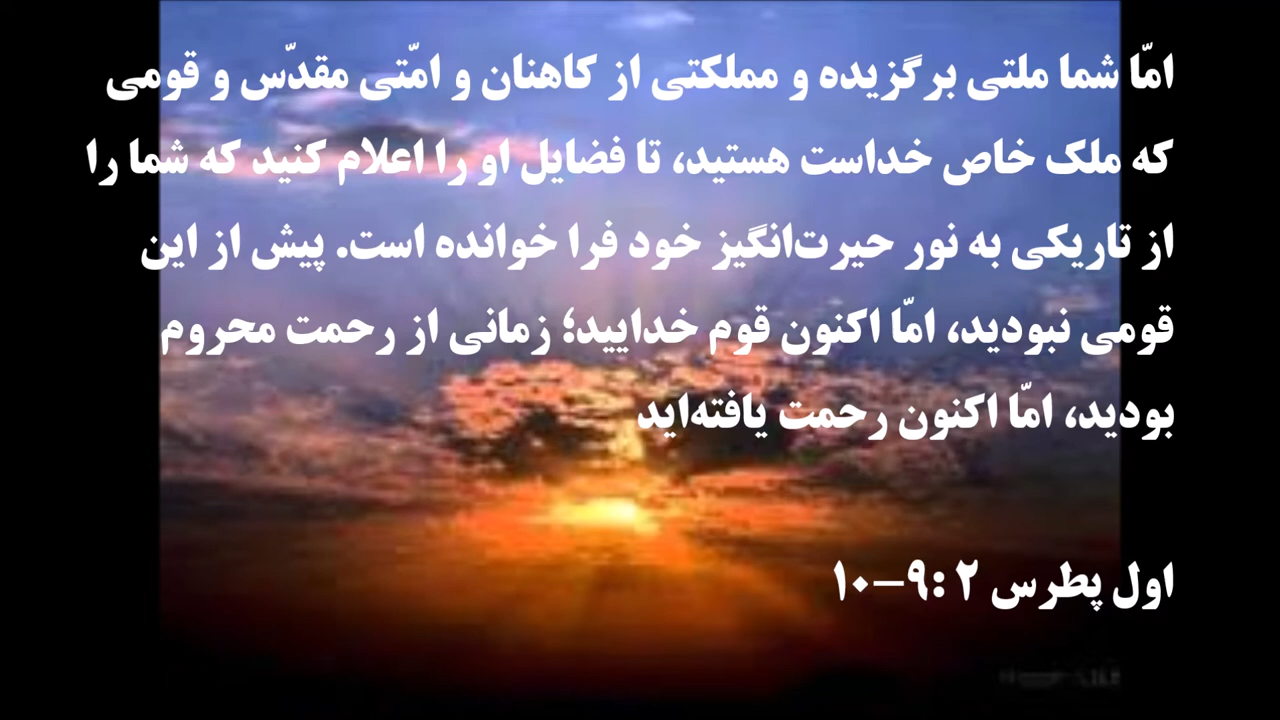 امّا شما ملتی برگزیده و مملکتی از کاهنان و امّتی مقدّس و قومی
که ملک خاص خداست هستید، تا فضایل او را اعلام کنید که شما را
از تاریکی به نور حیرت‌انگیز خود فرا خوانده است. پیش از این
قومی نبودید، امّا اکنون قوم خدایید؛ زمانی از رحمت محروم
بودید، امّا اکنون رحمت یافته‌اید
اول پطرس ۲ :۹-۱۰